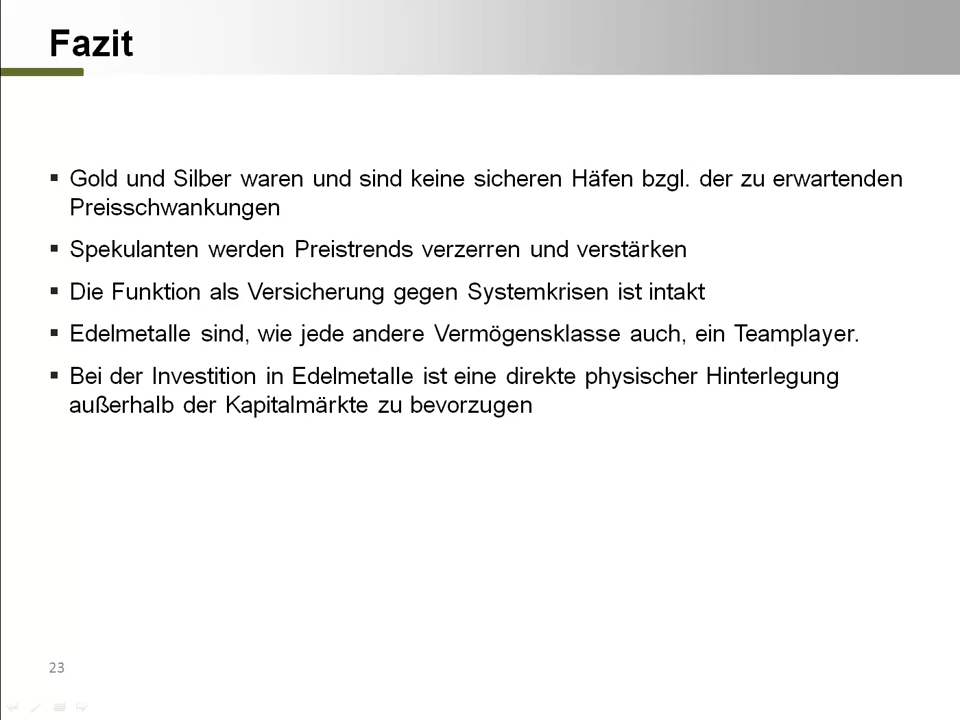 Fazit
▪ Gold und Silber waren und sind keine sicheren Häfen bzgl. der zu erwartenden
Preisschwankungen
▪ Spekulanten werden Preistrends verzerren und verstärken
▪ Die Funktion als Versicherung gegen Systemkrisen ist intakt
▪ Edelmetalle sind, wie jede andere Vermögensklasse auch, ein Teamplayer.
▪ Bei der Investition in Edelmetalle ist eine direkte physischer Hinterlegung
außerhalb der Kapitalmärkte zu bevorzugen
23